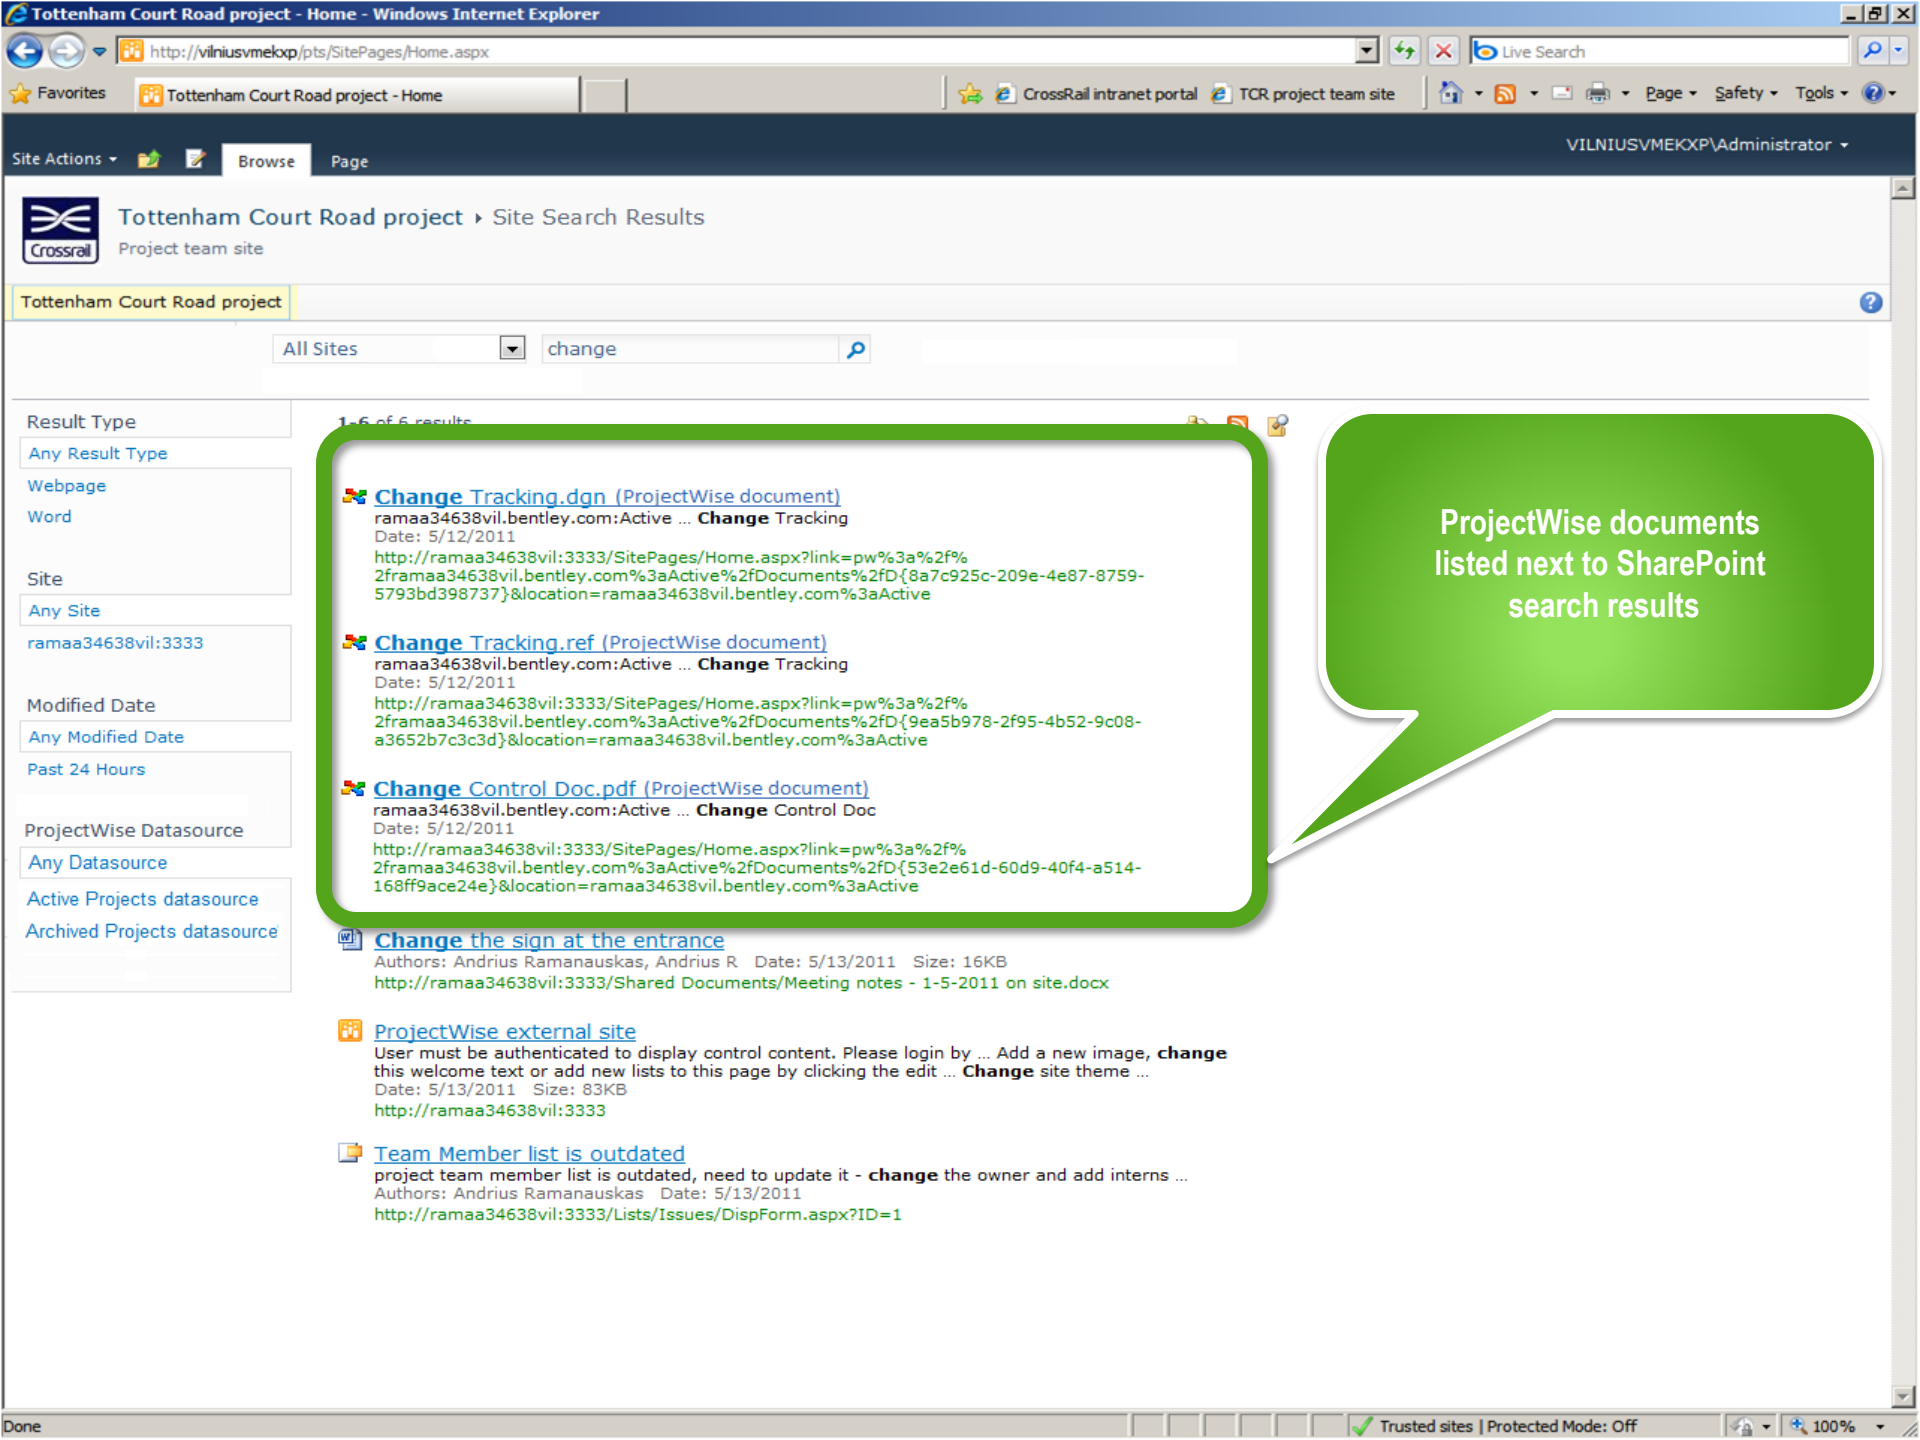 Tottenham Court Road project - Home - Windows Internet Explorer
http://vilniusvmekxp/pts/SitePages/Home.aspx
Live Search
Favorites
Tottenham Court Road project - Home
CrossRail intranet portal
TCR project team site
Page
Safety
Tools
Site Actions
Browse
Page
VILNIUSVMEKXP\Administrator
Crossrail
Tottenham Court Road project
Site Search Results
Project team site
Tottenham Court Road project
All Sites
change
Result Type
Any Result Type
Webpage
Word
Site
Any Site
ramaa34638vil:3333
Modified Date
Any Modified Date
Past 24 Hours
ProjectWise Datasource
Any Datasource
Active Projects datasource
Archived Projects datasource
1-6 of 6 results
Change Tracking.dgn (ProjectWise document)
ramaa34638vil.bentley.com:Active ... Change Tracking
Date: 5/12/2011
http://ramaa34638vil:3333/SitePages/Home.aspx?link=pw%3a%2f%
2framaa34638vil.bentley.com%3aActive%2fDocuments%2fD{8a7c925c-209e-4e87-8759-
5793bd398737}&location=ramaa34638vil.bentley.com%3aActive
Change Tracking.ref (ProjectWise document)
ramaa34638vil.bentley.com:Active ... Change Tracking
Date: 5/12/2011
http://ramaa34638vil:3333/SitePages/Home.aspx?link=pw%3a%2f%
2framaa34638vil.bentley.com%3aActive%2fDocuments%2fD{9ea5b978-2f95-4b52-9c08-
a3652b7c3c3d}&location=ramaa34638vil.bentley.com%3aActive
Change Control Doc.pdf (ProjectWise document)
ramaa34638vil.bentley.com:Active ... Change Control Doc
Date: 5/12/2011
http://ramaa34638vil:3333/SitePages/Home.aspx?link=pw%3a%2f%
2framaa34638vil.bentley.com%3aActive%2fDocuments%2fD{53e2e61d-60d9-40f4-a514-
168ff9ace24e}&location=ramaa34638vil.bentley.com%3aActive
Change the sign at the entrance
Authors: Andrius Ramanauskas, Andrius R Date: 5/13/2011 Size: 16KB
http://ramaa34638vil:3333/Shared Documents/Meeting notes - 1-5-2011 on site.docx
ProjectWise external site
User must be authenticated to display control content. Please login by ... Add a new image, change
this welcome text or add new lists to this page by clicking the edit ... Change site theme ...
Date: 5/13/2011 Size: 83KB
http://ramaa34638vil:3333
Team Member list is outdated
project team member list is outdated, need to update it - change the owner and add interns ...
Authors: Andrius Ramanauskas Date: 5/13/2011
http://ramaa34638vil:3333/Lists/Issues/DispForm.aspx?ID=1
ProjectWise documents
listed next to SharePoint
search results
Done
Trusted sites | Protected Mode: Off
100%